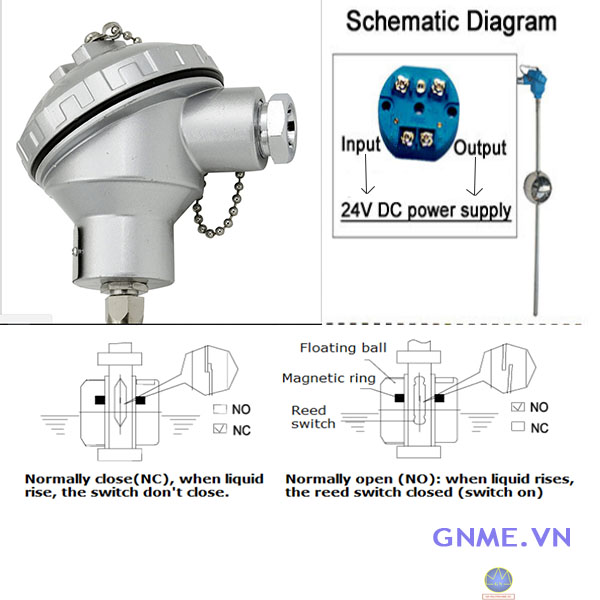 Schematic Diagram
Input
Output
24V DC power supply
Floating ball
Magnetic ring
Reed
switch
NO
NC
NO
NC
Normally close(NC), when liquid
rise, the switch don't close.
Normally open (NO): when liquid rises,
the reed switch closed (switch on)
GNME.VN